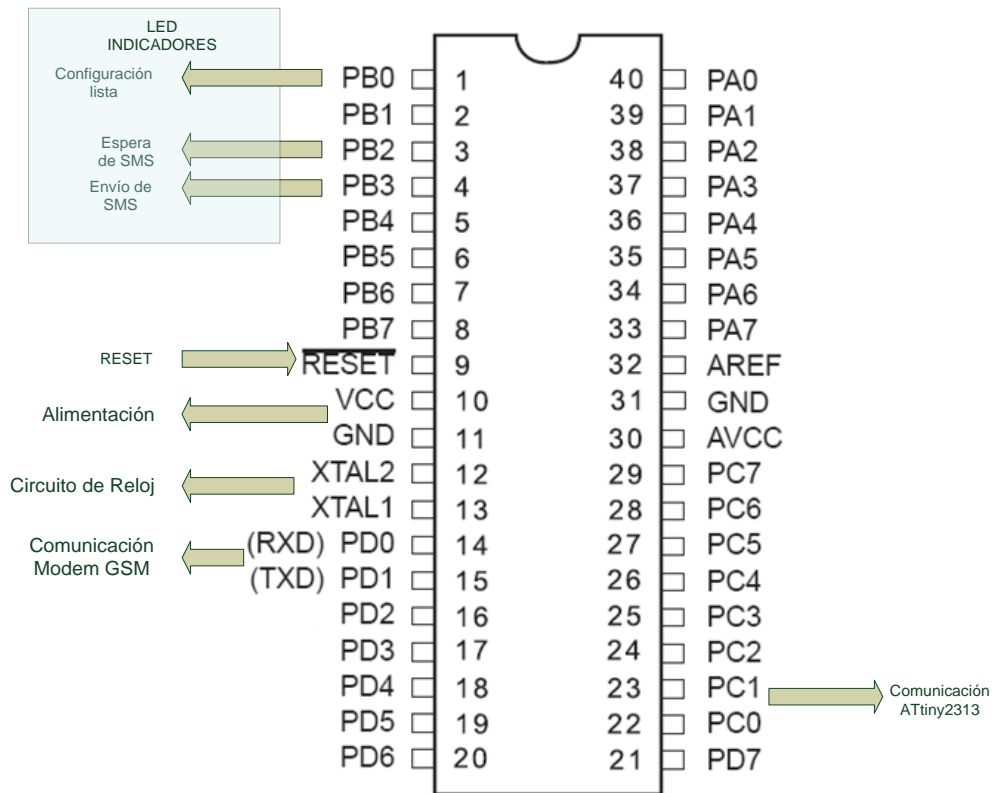 LED
INDICADORES
Configuración
lista
Espera
de SMS
Envío de
SMS
RESET
Alimentación
Circuito de Reloj
Comunicación
Modem GSM
PB0 1 40 PA0
PB1 2 39 PA1
PB2 3 38 PA2
PB3 4 37 PA3
PB4 5 36 PA4
PB5 6 35 PA5
PB6 7 34 PA6
PB7 8 33 PA7
RESET 9 32 AREF
VCC 10 31 GND
GND 11 30 AVCC
XTAL2 12 29 PC7
XTAL1 13 28 PC6
(RXD) PD0 14 27 PC5
(TXD) PD1 15 26 PC4
PD2 16 25 PC3
PD3 17 24 PC2
PD4 18 23 PC1
PD5 19 22 PC0
PD6 20 21 PD7
Comunicación
ATtiny2313